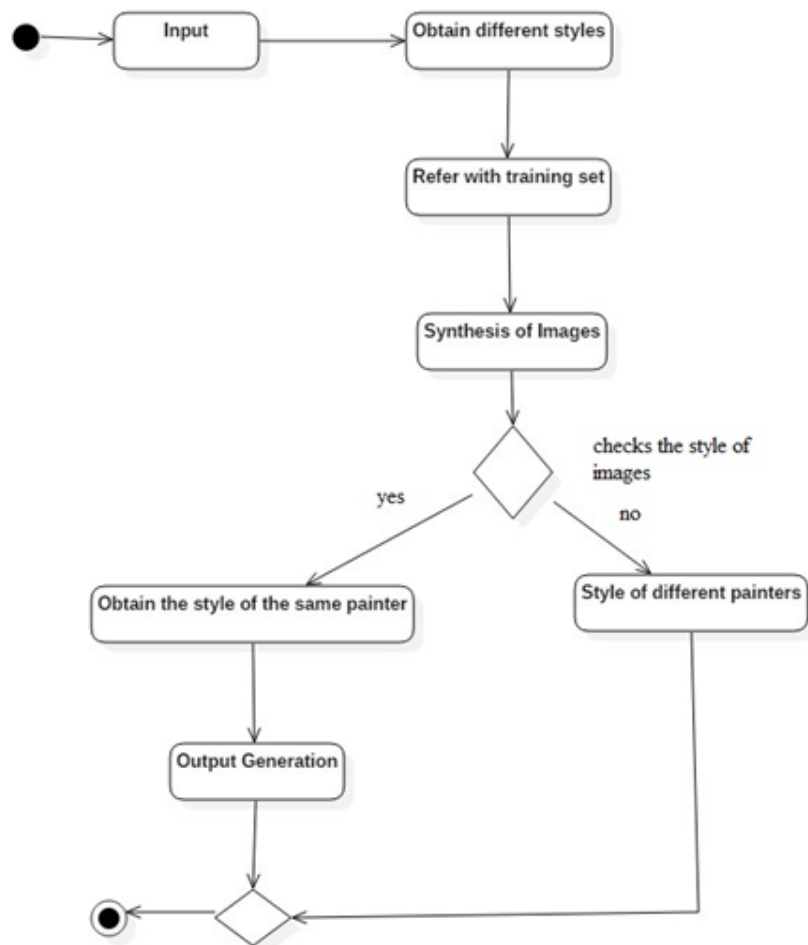 Input
Obtain different styles
Refer with training set
Synthesis of Images
checks the style of
images
yes
no
Obtain the style of the same painter
Style of different painters
Output Generation